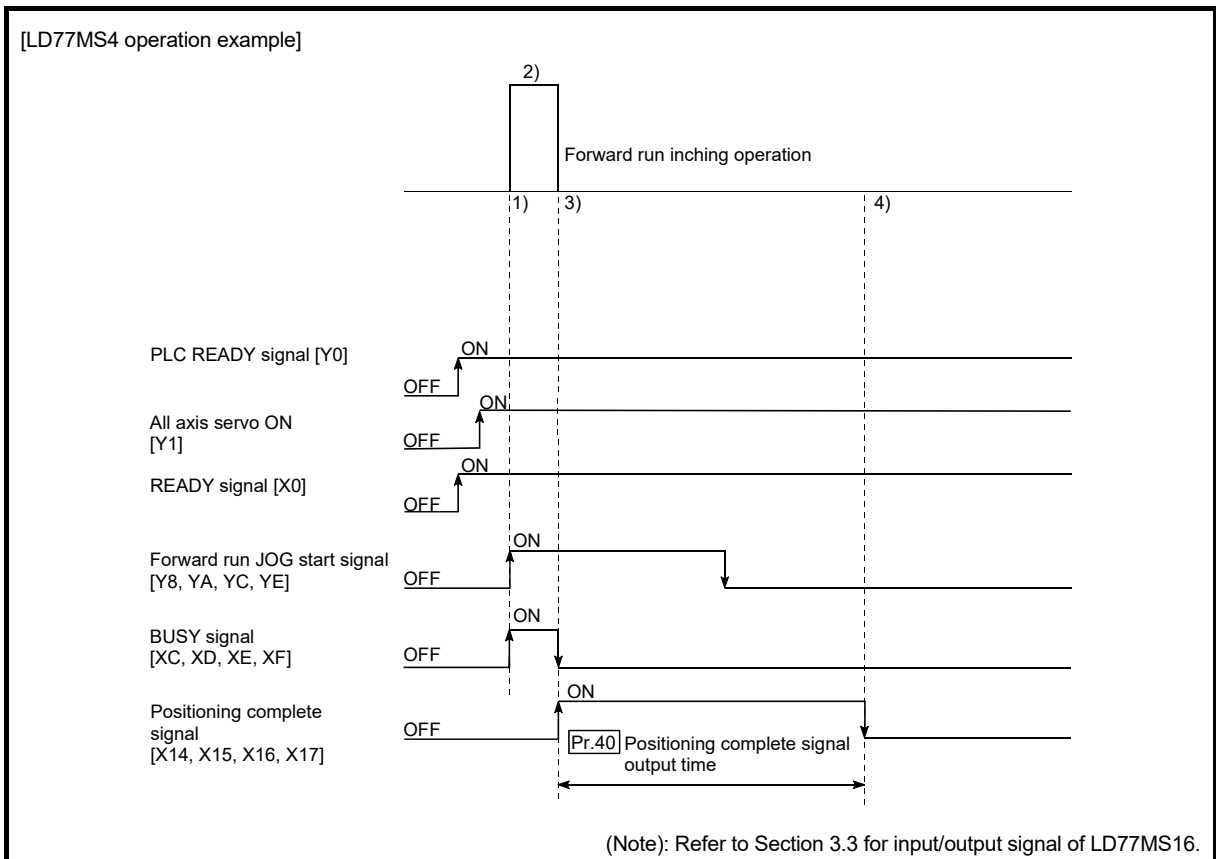 [LD77MS4 operation example]
2)
Forward run inching operation
1)
3)
4)
PLC READY signal [Y0]
ON
OFF
All axis servo ON
[Y1]
ON
OFF
READY signal [X0]
ON
OFF
Forward run JOG start signal
[Y8, YA, YC, YE]
ON
OFF
BUSY signal
[XC, XD, XE, XF]
ON
OFF
Positioning complete
signal
[X14, X15, X16, X17]
ON
OFF
Pr.40 Positioning complete signal
output time
(Note): Refer to Section 3.3 for input/output signal of LD77MS16.